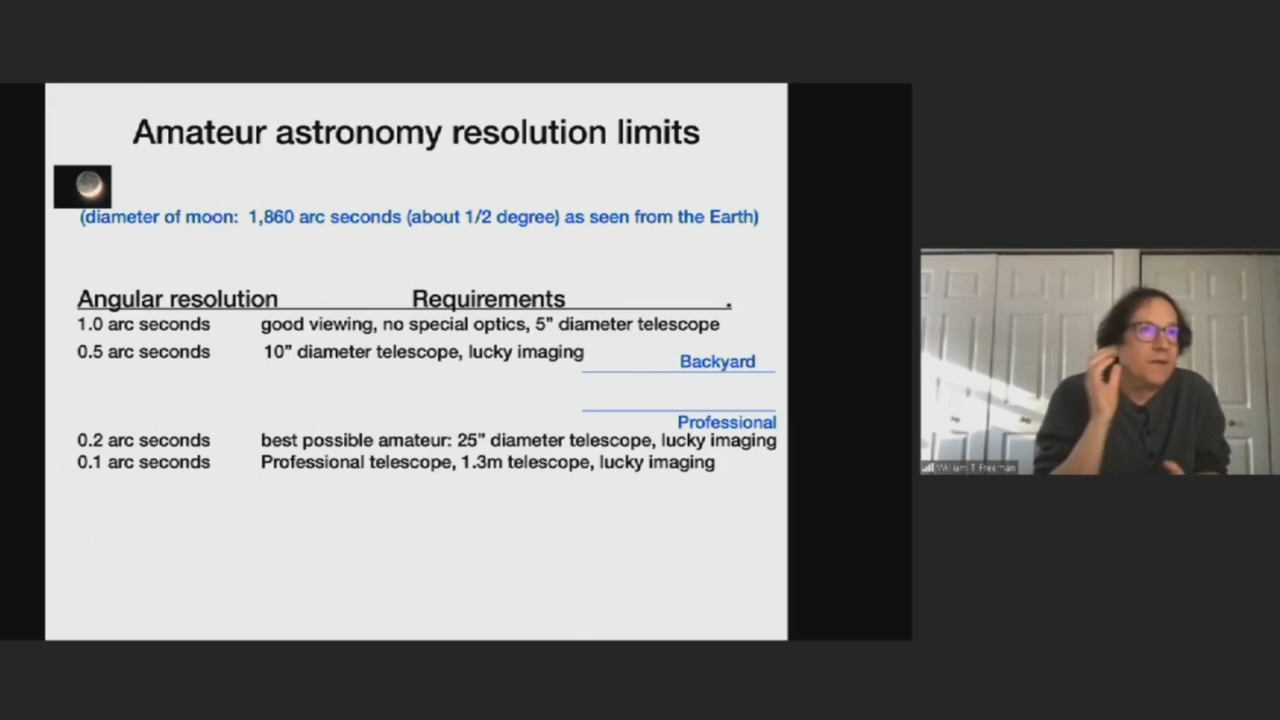 Amateur astronomy resolution limits
(diameter of moon: 1,860 arc seconds (about 1/2 degree) as seen from the Earth)
Angular resolution Requirements .
1.0 arc seconds good viewing, no special optics, 5” diameter telescope
0.5 arc seconds 10” diameter telescope, lucky imaging
Backyard
Professional
0.2 arc seconds best possible amateur: 25” diameter telescope, lucky imaging
0.1 arc seconds Professional telescope, 1.3m telescope, lucky imaging
William T Freeman